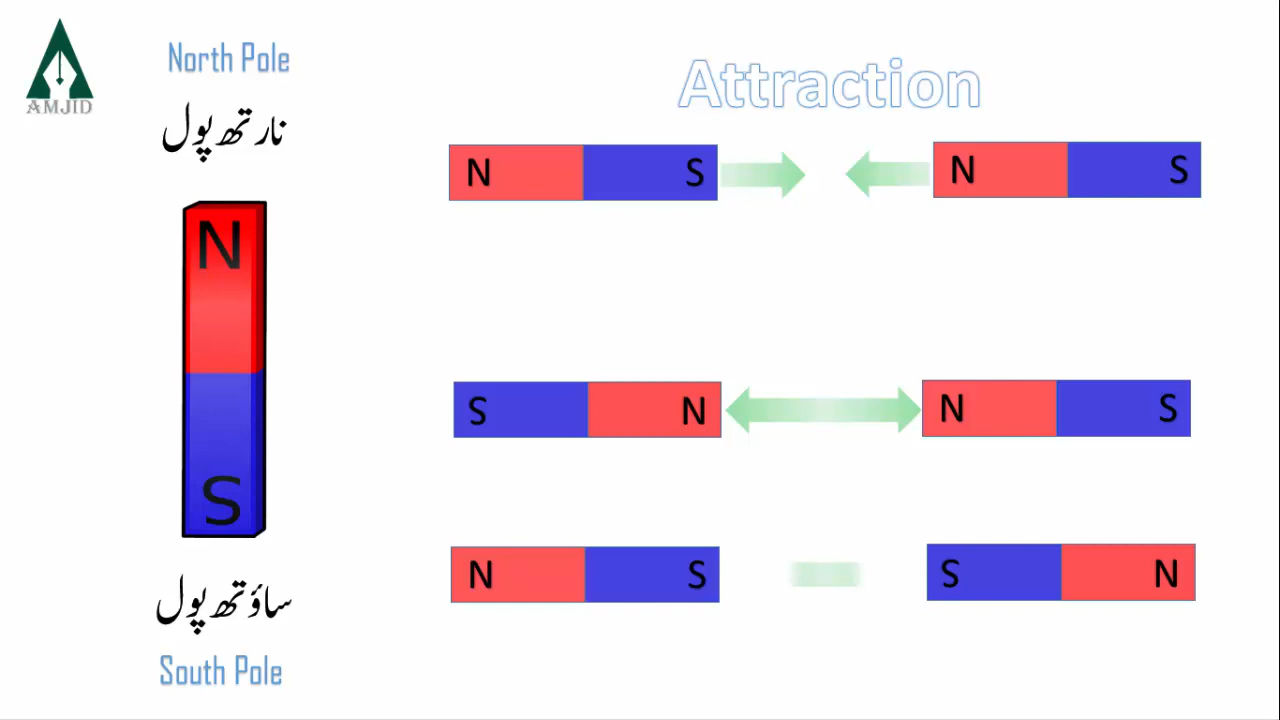 AMJID
North Pole
نارتھ پول
N
S
ساؤتھ پول
South Pole
Attraction
N S N S
S N N S
N S S N